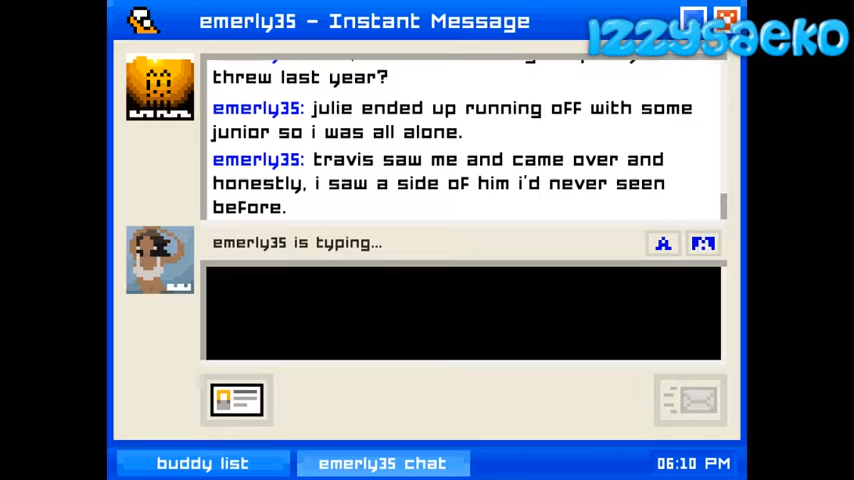 emerly35 - Instant Message
IZZYSAEKO
threw last year?
emerly35: julie ended up running off with some
junior so i was all alone.
emerly35: travis saw me and came over and
honestly, i saw a side of him i'd never seen
before.
emerly35 is typing...
A
buddy list
emerly35 chat
06:10 PM